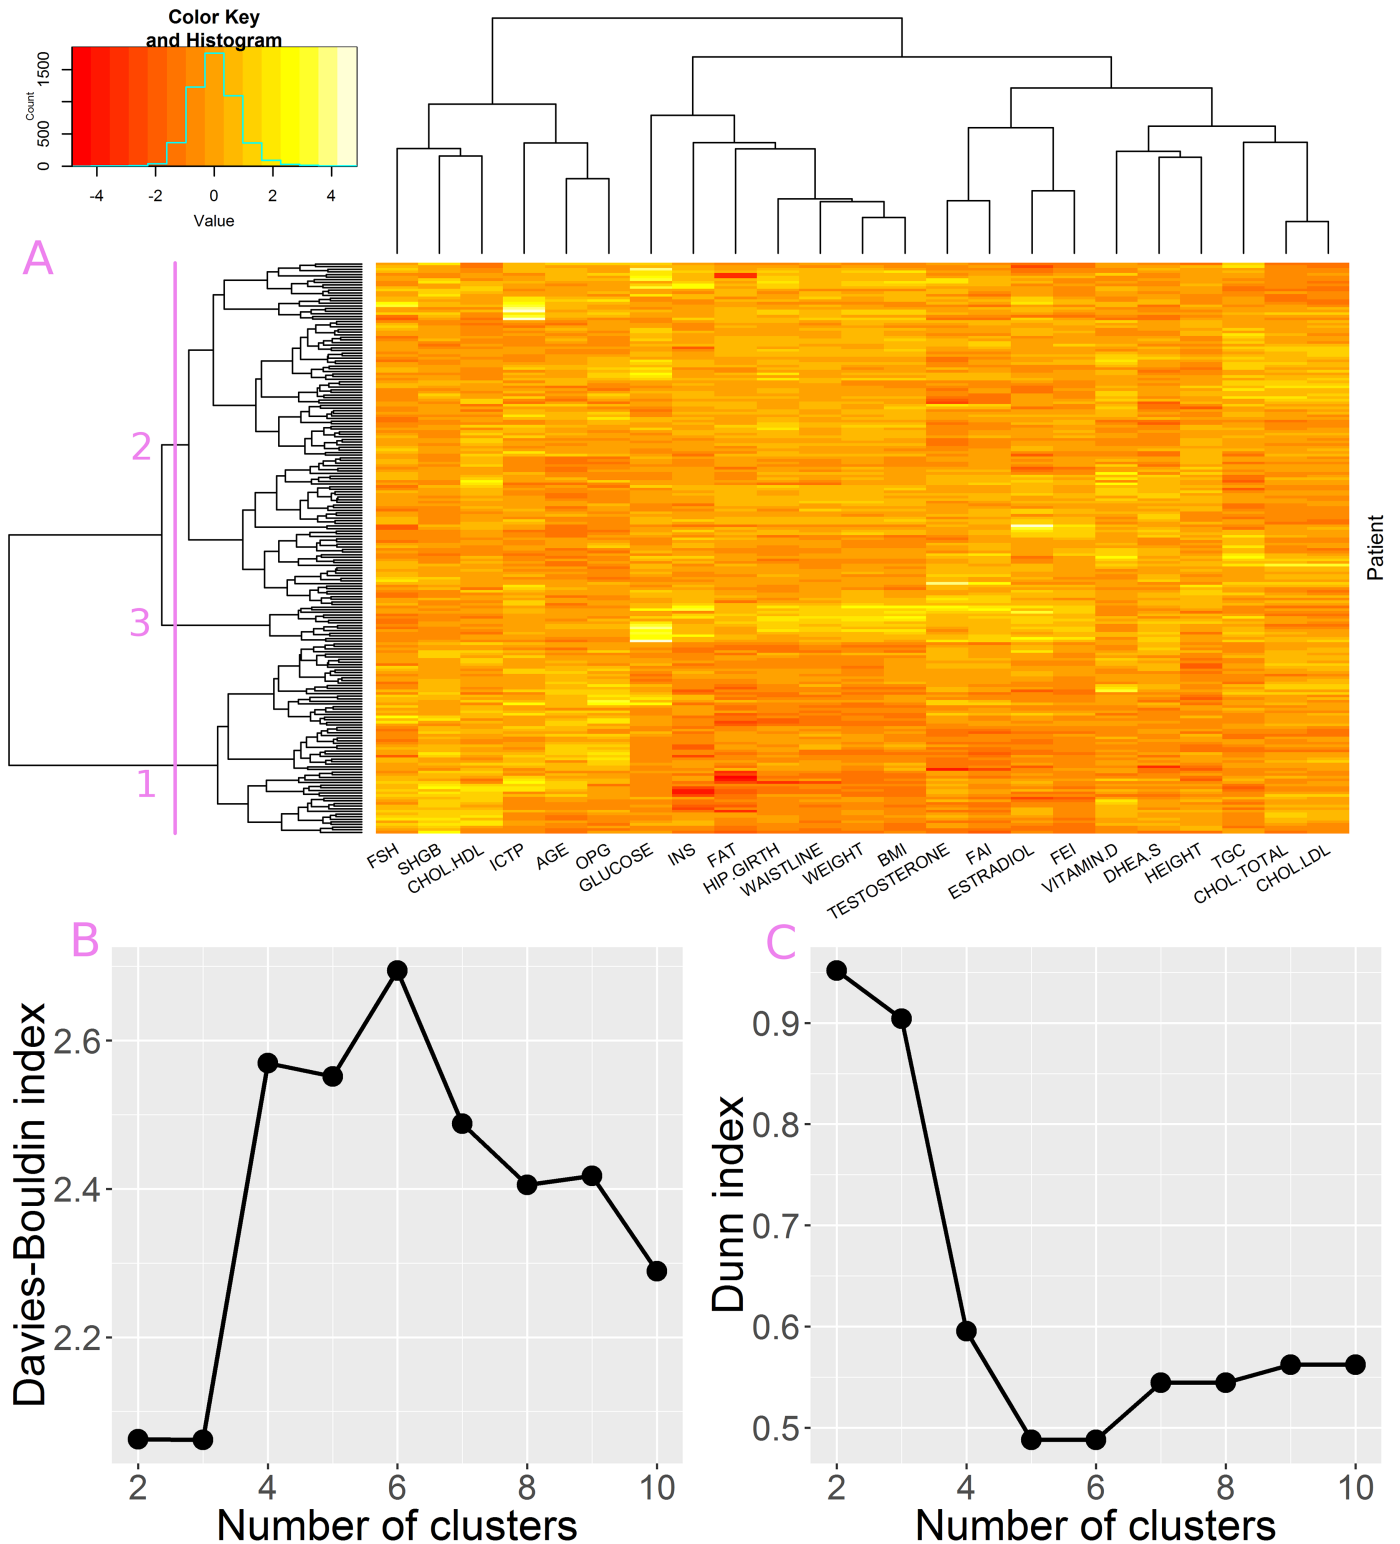 Color Key
and Histogram
Count
0
500
1500
-4
-2
0
2
4
Value
A
2
3
1
Patient
FSH
SHGB
CHOL.HDL
ICTP
AGE
OPG
GLUCOSE
INS
FAT
HIP.GIRTH
WAISTLINE
WEIGHT
BMI
TESTOSTERONE
FAI
ESTRADIOL
FEI
VITAMIN.D
DHEA.S
HEIGHT
TGC
CHOL.TOTAL
CHOL.LDL
B
Davies-Bouldin index
2.6
2.4
2.2
2
4
6
8
10
Number of clusters
C
Dunn index
0.9
0.8
0.7
0.6
0.5
2
4
6
8
10
Number of clusters